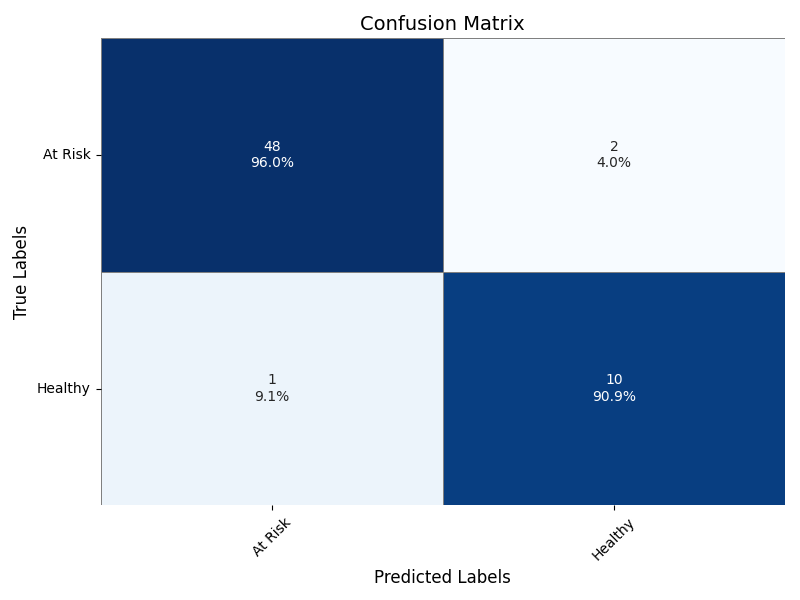 Confusion Matrix
True Labels
At Risk
48
96.0%
2
4.0%
Healthy
1
9.1%
10
90.9%
At Risk
Healthy
Predicted Labels